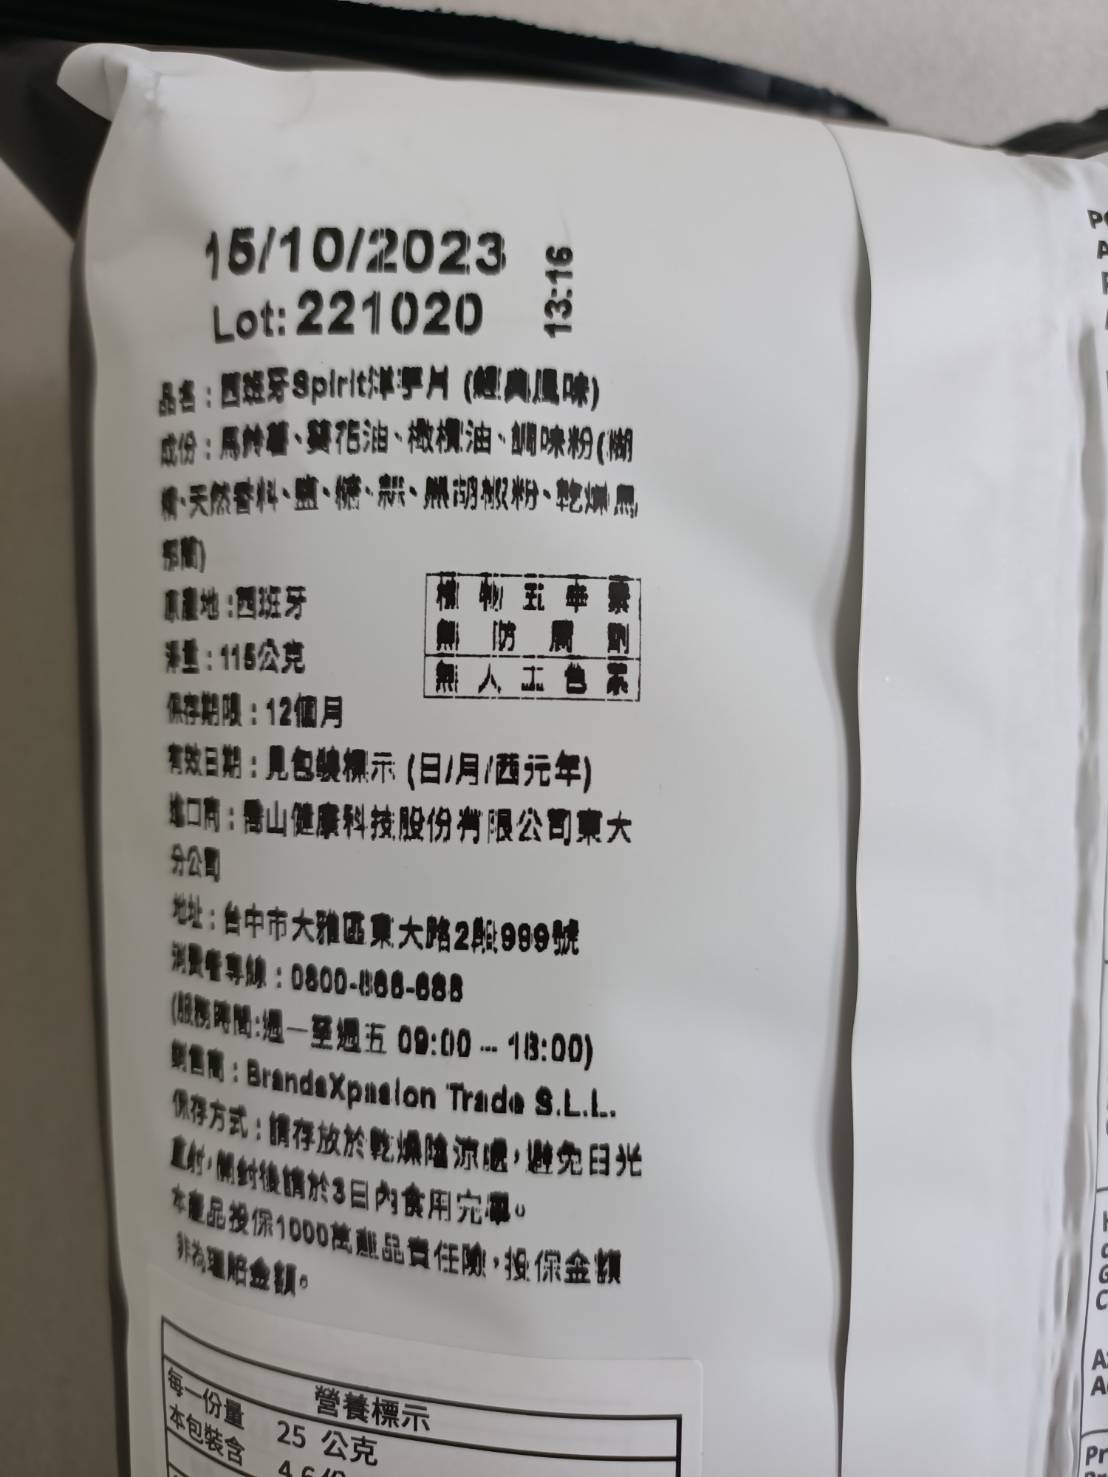 15/10/2023
13:16
Lot: 221020
品名：西班牙Spirit洋芋片 (經典風味)
成份：馬鈴薯、葵花油、橄欖油、調味粉(糊
精、天然香料、鹽、糖、黑胡椒粉、乾燥
原產地：西班牙
淨重：115公克
植物五辛素
無防腐劑
無人工色素
保存期限：12個月
有效日期：見包裝標示 (日/月/西元年)
進口商：喬山健康科技股份有限公司東大
分公司
地址：台中市大雅區東大路2段999號
消費者專線：0800-
(服務時間:週一至週五 09:00 -- 18:00)
銷售商：BrandsXpasion Trade S.L.L.
保存方式：請存放於乾燥陰涼處，避免日光
直射，開封後請於3日內食用完畢。
本產品投保1000萬產品責任險，投保金額
非為理賠金額。
營養標示
每一份量 25 公克
本包裝含 4.6份